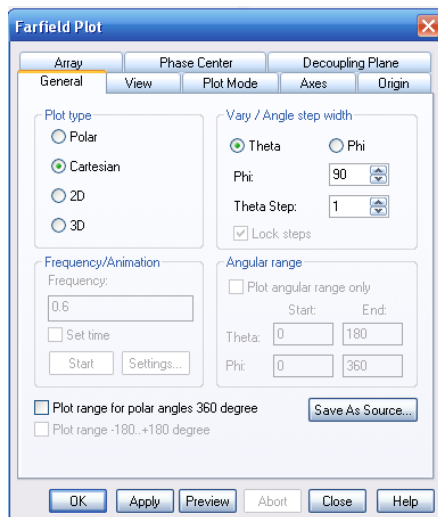 Farfield Plot
Array Phase Center Decoupling Plane
General View Plot Mode Axes Origin
Plot type
Polar
Cartesian
2D
3D
Vary / Angle step width
Theta Phi
Phi: 90
Theta Step: 1
Lock steps
Frequency/Animation
Frequency:
0.6
Set time
Start Settings...
Angular range
Plot angular range only
Start: End:
Theta: 0 180
Phi: 0 360
Plot range for polar angles 360 degree
Plot range -180..+180 degree
Save As Source...
OK Apply Preview Abort Close Help